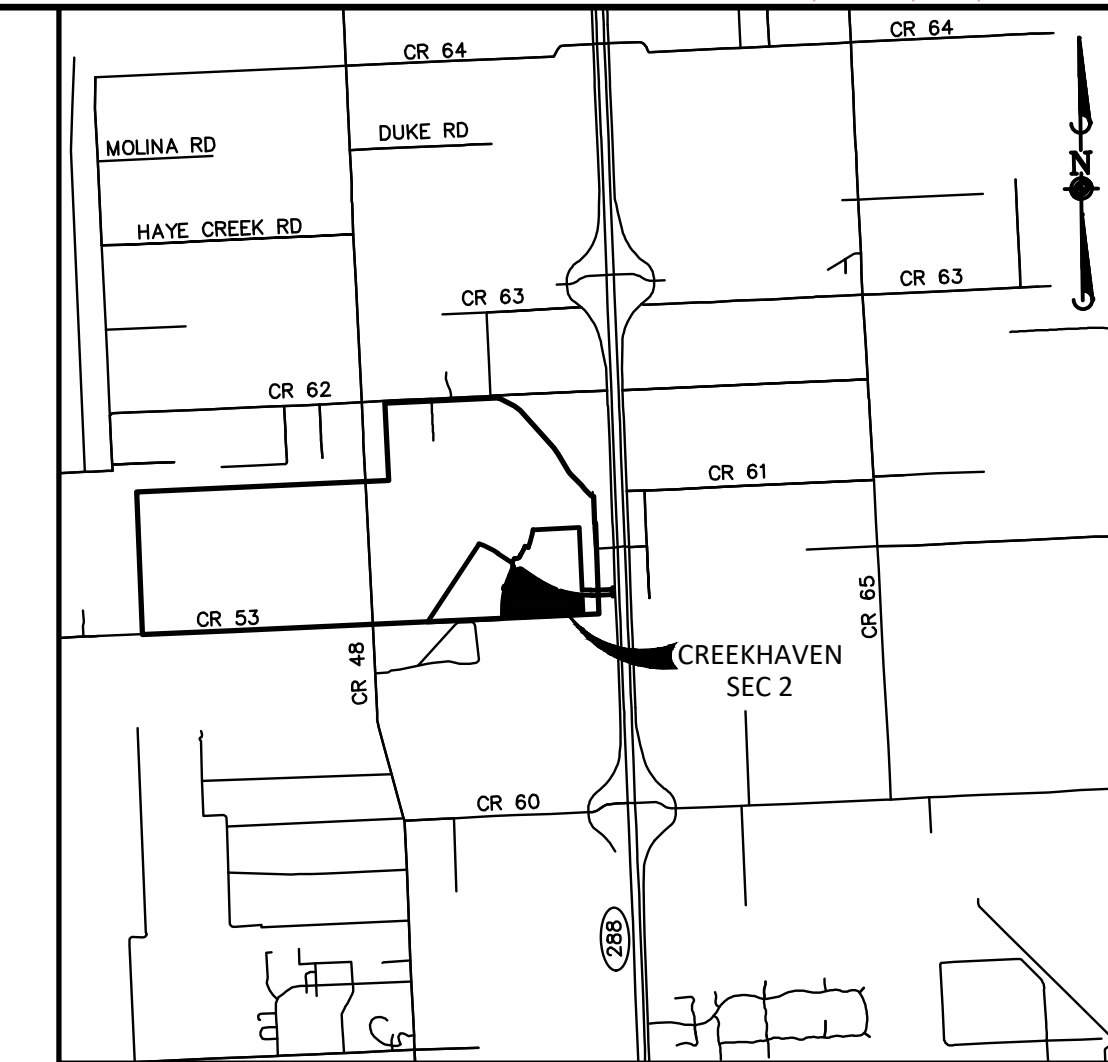 CR 64
CR 64
MOLINA RD
DUKE RD
N
HAYE CREEK RD
CR 63
CR 63
CR 62
CR 61
CR 53
CR 65
CR 48
CREEKHAVEN
SEC 2
CR 60
288